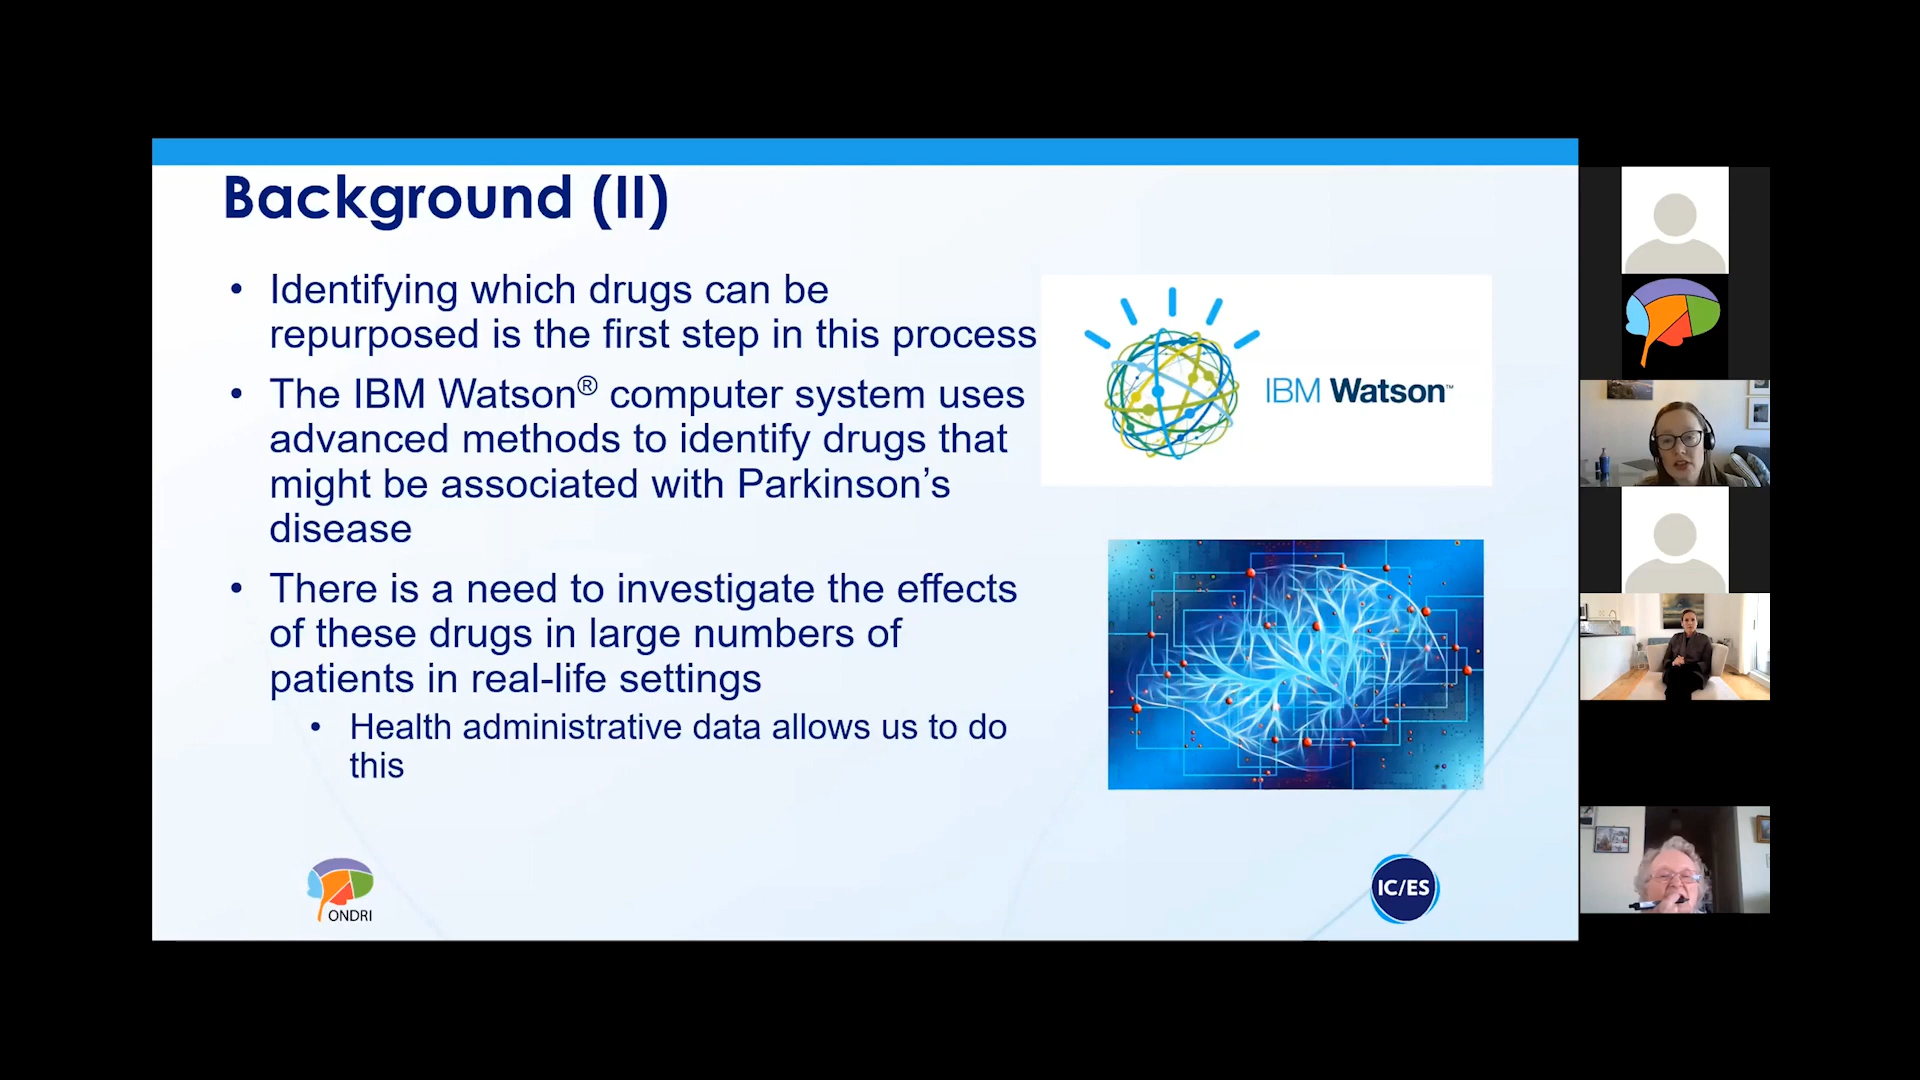 Background (II)
• Identifying which drugs can be
repurposed is the first step in this process
• The IBM Watson® computer system uses
advanced methods to identify drugs that
might be associated with Parkinson’s
disease
• There is a need to investigate the effects
of these drugs in large numbers of
patients in real-life settings
• Health administrative data allows us to do
this
IBM Watson™
ONDRI
IC/ES